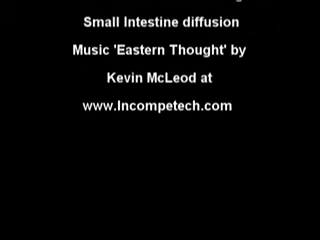 Small Intestine diffusion
Music 'Eastern Thought' by
Kevin McLeod at
www.Incompetech.com